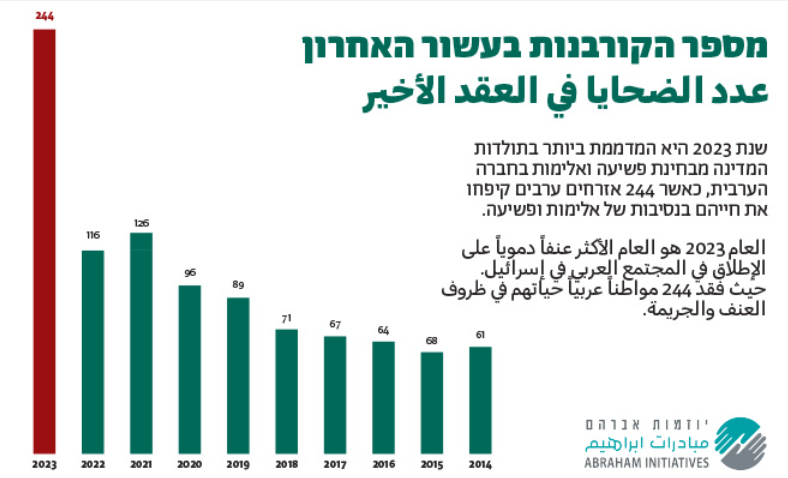 מספר הקורבנות בעשור האחרון
عدد الضحايا في العقد الأخير
שנת 2023 היא המדממת ביותר בתולדות
המדינה מבחינת פשיעה ואלימות בחברה
הערבית, כאשר 244 אזרחים ערבים קיפחו
את חייהם בנסיבות של אלימות ופשיעה.
العام 2023 هو العام الأكثر عنفاً دموياً على
الإطلاق في المجتمع العربي في إسرائيل.
حيث فقد 244 مواطناً عربياً حياتهم في ظروف
العنف والجريمة.
244
116
126
96
89
71
67
64
68
61
2023 2022 2021 2020 2019 2018 2017 2016 2015 2014
יוזמות אברהם
مبادرات ابراهيم
ABRAHAM INITIATIVES